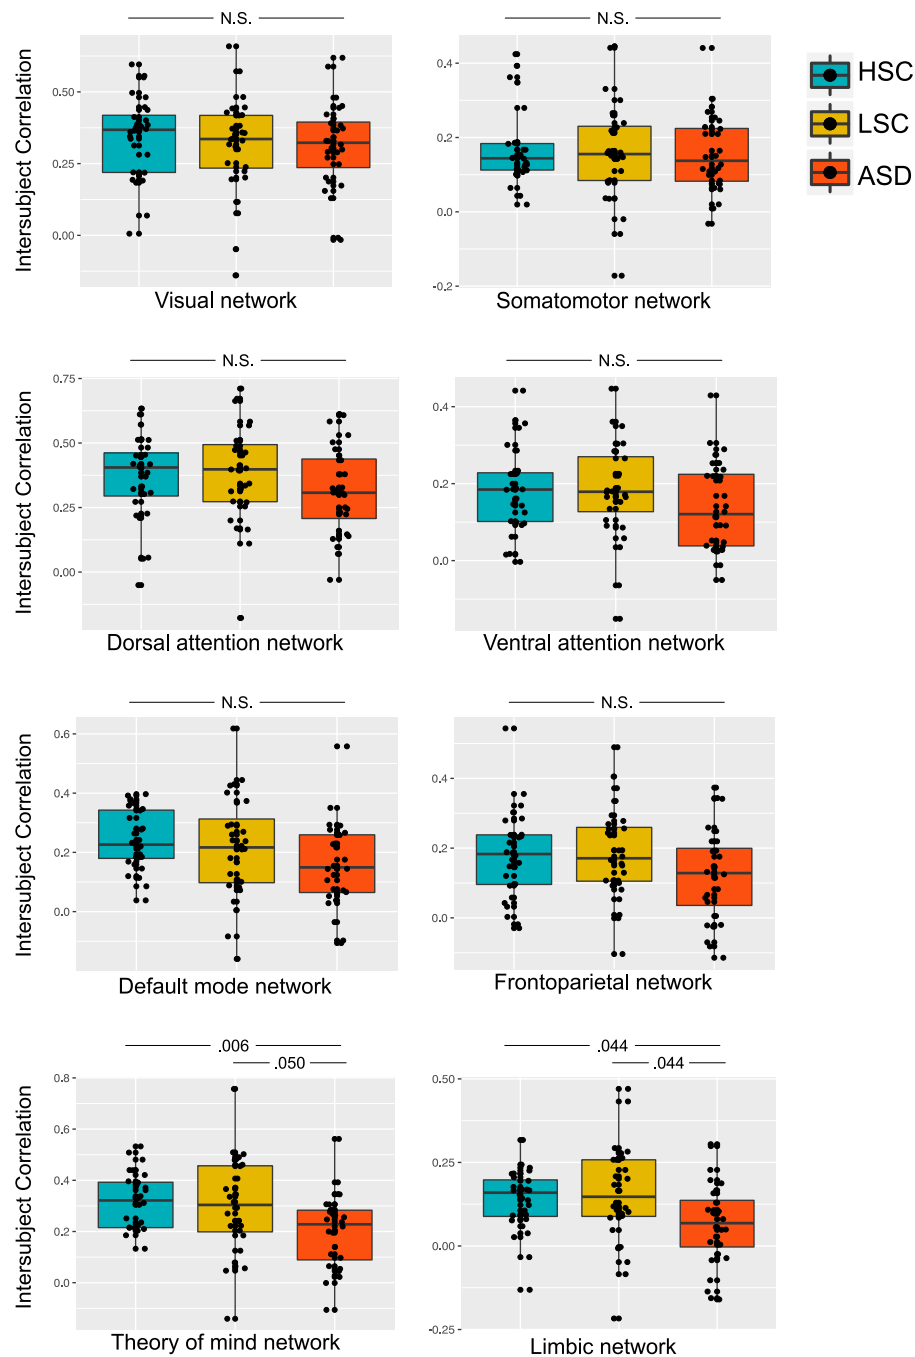 N.S.
N.S.
HSC
LSC
ASD
Intersubject Correlation
0.50
0.25
0.00
0.4
0.2
0.0
-0.2
Visual network
Somatomotor network
N.S.
N.S.
Intersubject Correlation
0.75
0.50
0.25
0.00
0.4
0.2
0.0
Dorsal attention network
Ventral attention network
N.S.
N.S.
Intersubject Correlation
0.6
0.4
0.2
0.0
0.4
0.2
0.0
Default mode network
Frontoparietal network
.006
.050
.044
.044
Intersubject Correlation
0.8
0.6
0.4
0.2
0.0
0.50
0.25
0.00
-0.25
Theory of mind network
Limbic network